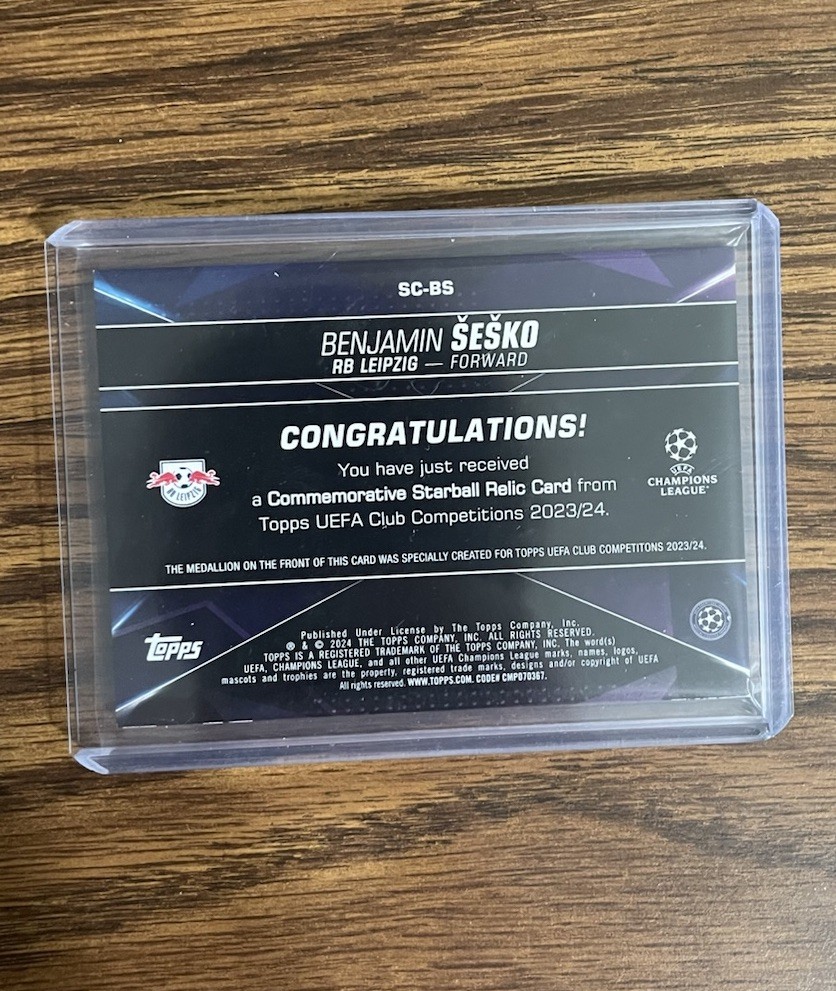 SC-BS
BENJAMIN ŠEŠKO
RB LEIPZIG — FORWARD
CONGRATULATIONS!
You have just received
a Commemorative Starball Relic Card from
Topps UEFA Club Competitions 2023/24.
RB LEIPZIG
UEFA
CHAMPIONS
LEAGUE
THE MEDALLION ON THE FRONT OF THIS CARD WAS SPECIALLY CREATED FOR TOPPS UEFA CLUB COMPETITONS 2023/24.
topps
Published Under License by The Topps Company, Inc.
® & © 2024 THE TOPPS COMPANY, INC. ALL RIGHTS RESERVED.
TOPPS IS A REGISTERED TRADEMARK OF THE TOPPS COMPANY, INC. The word(s)
UEFA, CHAMPIONS LEAGUE, and all other UEFA Champions League marks, names, logos,
mascots and trophies are the property, registered trade marks, designs and/or copyright of UEFA
All rights reserved. WWW.TOPPS.COM. CODE# CMP070367.